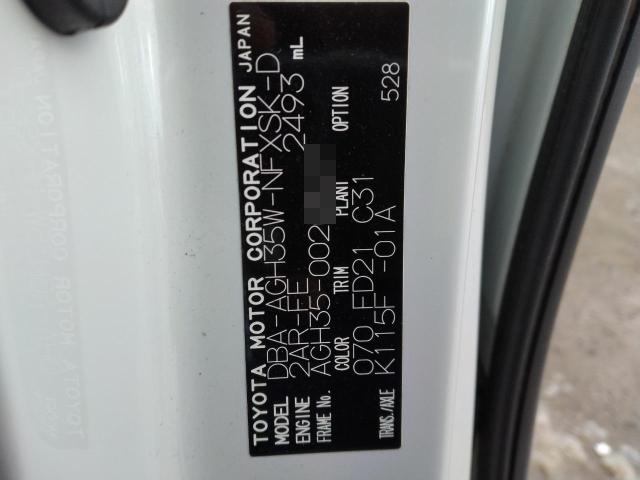 TOYOTA MOTOR CORPORATION JAPAN
MODEL DBA-AGH35W-NFXSK-D
ENGINE 2AR-FE 2493 mL
FRAME No. AGH35-002
COLOR TRIM PLANT OPTION
070 FD21 C31 528
TRANS./AXLE K115F -01A